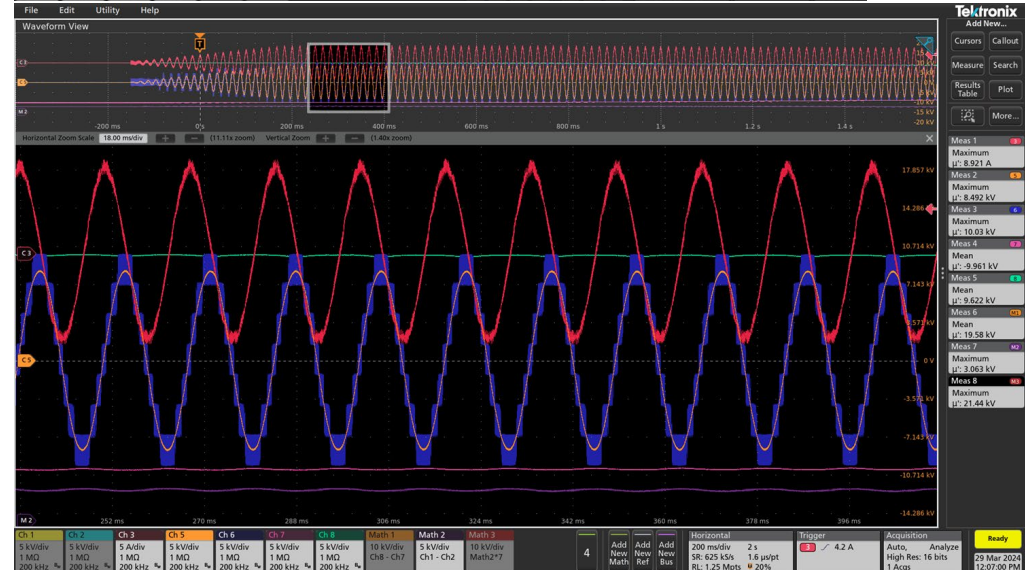 File Edit Utility Help
Tektronix
Waveform View
Add New...
Cursors Callout
Measure Search
Results Table Plot
More...
T
C3
C5
M2
-10 kV
-15 kV
-20 kV
-200 ms 0 s 200 ms 400 ms 600 ms 800 ms 1 s 1.2 s 1.4 s
Horizontal Zoom Scale 18.00 ms/div + - (11.11x zoom) Vertical Zoom + - (1.40x zoom)
17.857 kV
14.286 kV
C3
10.714 kV
7.143 kV
3.571 kV
C5
0 V
-3.571 kV
-7.143 kV
-10.714 kV
-14.286 kV
M2
252 ms 270 ms 288 ms 306 ms 324 ms 342 ms 360 ms 378 ms 396 ms
Meas 1 3
Maximum
µ': 8.921 A
Meas 2 5
Maximum
µ': 8.492 kV
Meas 3 6
Maximum
µ': 10.03 kV
Meas 4 7
Mean
µ': -9.961 kV
Meas 5 8
Mean
µ': 9.622 kV
Meas 6 M1
Mean
µ': 19.58 kV
Meas 7 M2
Maximum
µ': 3.063 kV
Meas 8 M3
Maximum
µ': 21.44 kV
Ch 1 Ch 2 Ch 3 Ch 5 Ch 6 Ch 7 Ch 8 Math 1 Math 2 Math 3
5 kV/div 5 kV/div 5 A/div 5 kV/div 5 kV/div 5 kV/div 5 kV/div 10 kV/div 5 kV/div 10 kV/div
1 MΩ 1 MΩ 1 MΩ 1 MΩ 1 MΩ 1 MΩ 1 MΩ Ch8 - Ch7 Ch1 - Ch2 Math2*7
200 kHz 200 kHz 200 kHz 200 kHz 200 kHz 200 kHz 200 kHz
4
Add New Math
Add New Ref
Add New Bus
Horizontal
200 ms/div 2 s
SR: 625 kS/s 1.6 µs/pt
RL: 1.25 Mpts 20%
Trigger
3 4.2 A
Acquisition
Auto, Analyze
High Res: 16 bits
1 Acqs
Ready
29 Mar 2024
12:07:00 PM